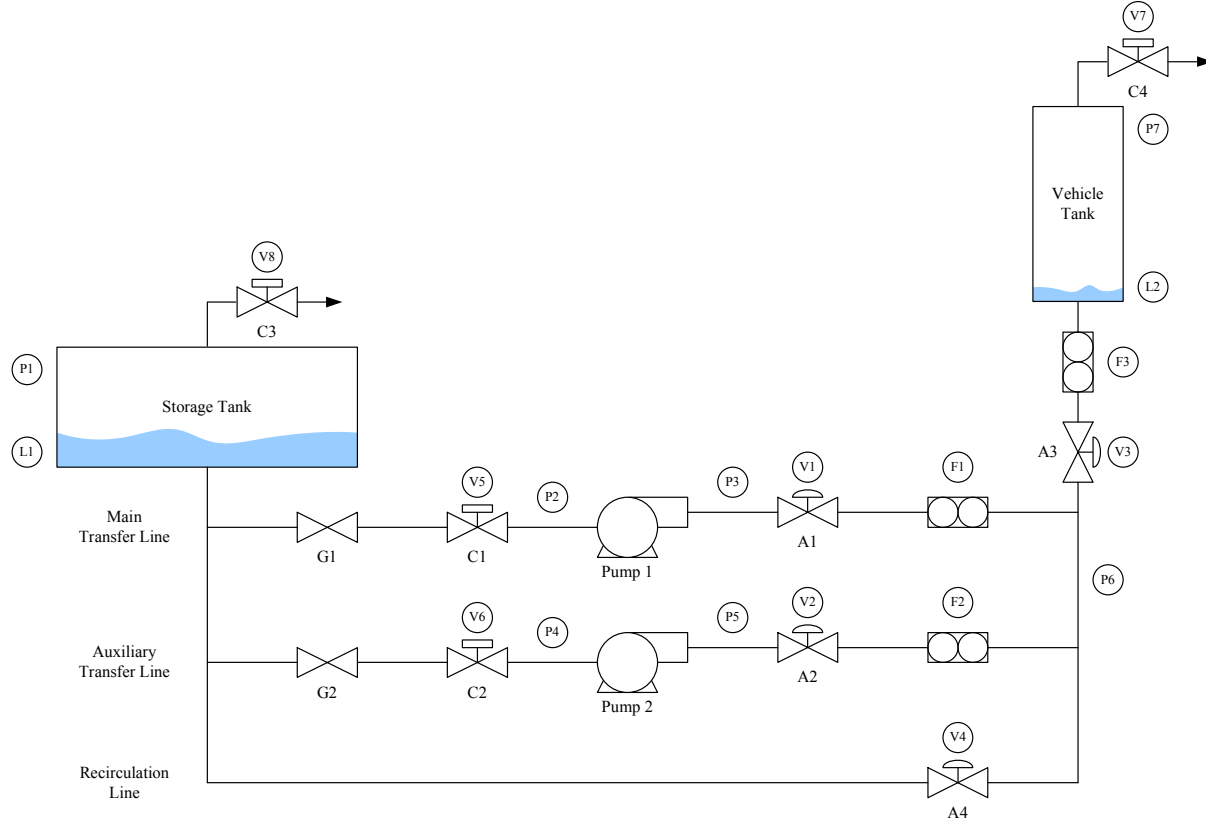 V7
C4
P7
Vehicle
Tank
V8
L2
C3
P1
F3
Storage Tank
L1
A3
V3
V5
P2
P3
V1
F1
Main
Transfer Line
G1
C1
A1
Pump 1
P6
V6
P4
P5
V2
F2
Auxiliary
Transfer Line
G2
C2
A2
Pump 2
V4
Recirculation
Line
A4